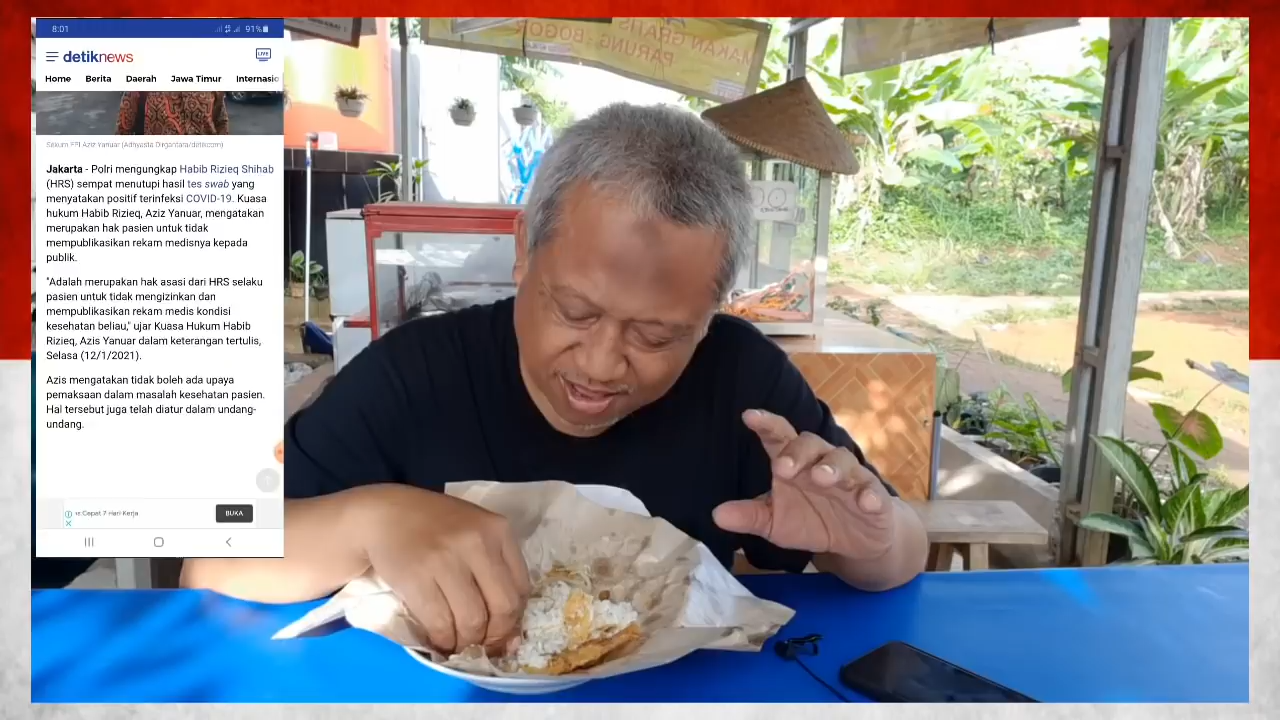 8:01
91%
detiknews
LIVE
Home Berita Daerah Jawa Timur Internasio
Sekum FPI Aziz Yanuar (Adhyasta Dirgantara/detikcom)
Jakarta - Polri mengungkap Habib Rizieq Shihab
(HRS) sempat menutupi hasil tes swab yang
menyatakan positif terinfeksi COVID-19. Kuasa
hukum Habib Rizieq, Aziz Yanuar, mengatakan
merupakan hak pasien untuk tidak
mempublikasikan rekam medisnya kepada
publik.
"Adalah merupakan hak asasi dari HRS selaku
pasien untuk tidak mengizinkan dan
mempublikasikan rekam medis kondisi
kesehatan beliau," ujar Kuasa Hukum Habib
Rizieq, Azis Yanuar dalam keterangan tertulis,
Selasa (12/1/2021).
Azis mengatakan tidak boleh ada upaya
pemaksaan dalam masalah kesehatan pasien.
Hal tersebut juga telah diatur dalam undang-
undang.
Cepat 7 Hari Kerja
BUKA
MAKAN GRATIS
PARUNG : BOGOR